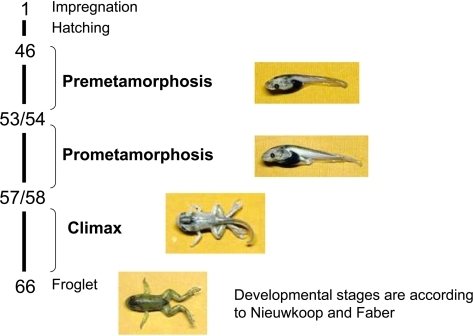 1 Impregnation
Hatching
46
Premetamorphosis
53/54
Prometamorphosis
57/58
Climax
66 Froglet
Developmental stages are according
to Nieuwkoop and Faber